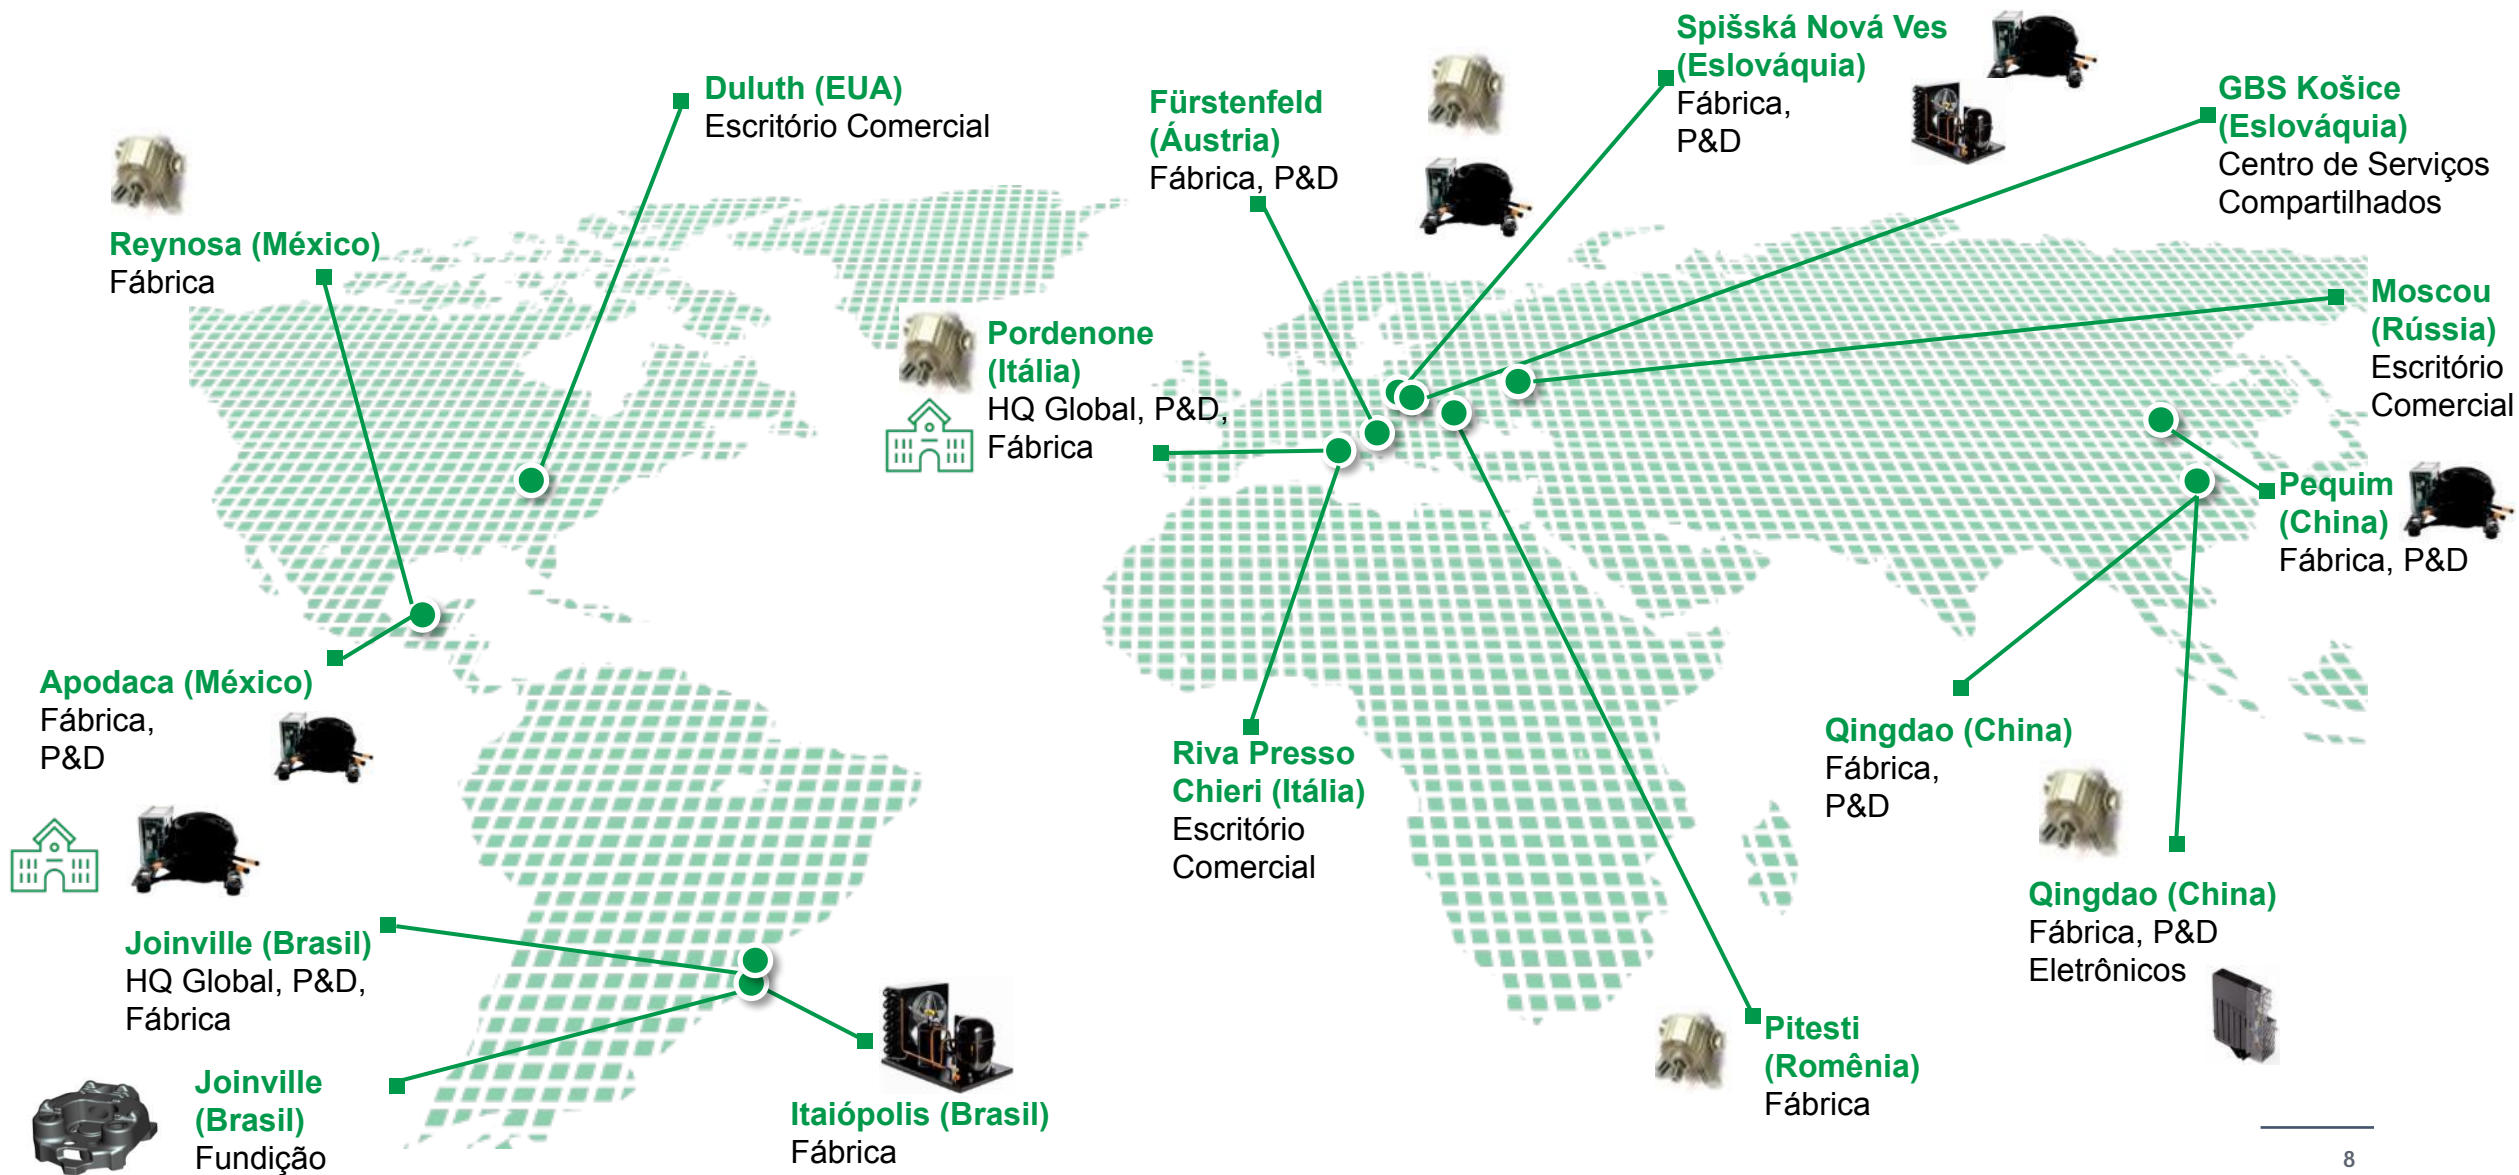 Duluth (EUA)
Escritório Comercial
Reynosa (México)
Fábrica
Pordenone
(Itália)
HQ Global, P&D,
Fábrica
Fürstenfeld
(Áustria)
Fábrica, P&D
Spišská Nová Ves
(Eslováquia)
Fábrica,
P&D
GBS Košice
(Eslováquia)
Centro de Serviços
Compartilhados
Moscou
(Rússia)
Escritório
Comercial
Pequim
(China)
Fábrica, P&D
Apodaca (México)
Fábrica,
P&D
Riva Presso
Chieri (Itália)
Escritório
Comercial
Qingdao (China)
Fábrica,
P&D
Qingdao (China)
Fábrica, P&D
Eletrônicos
Joinville (Brasil)
HQ Global, P&D,
Fábrica
Joinville
(Brasil)
Fundição
Itaiópolis (Brasil)
Fábrica
Pitesti
(Romênia)
Fábrica
8